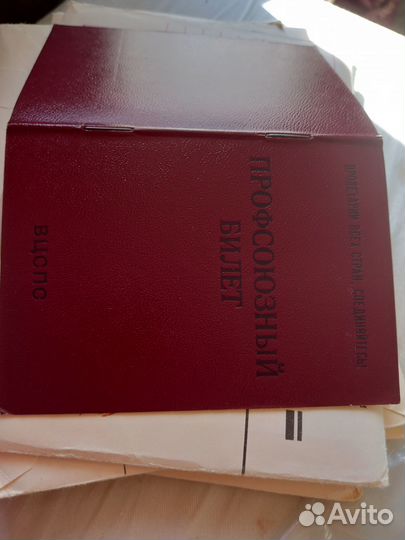 ПРОЛЕТАРИИ ВСЕХ СТРАН, СОЕДИНЯЙТЕСЬ!
ПРОФСОЮЗНЫЙ
БИЛЕТ
ВЦСПС
Avito